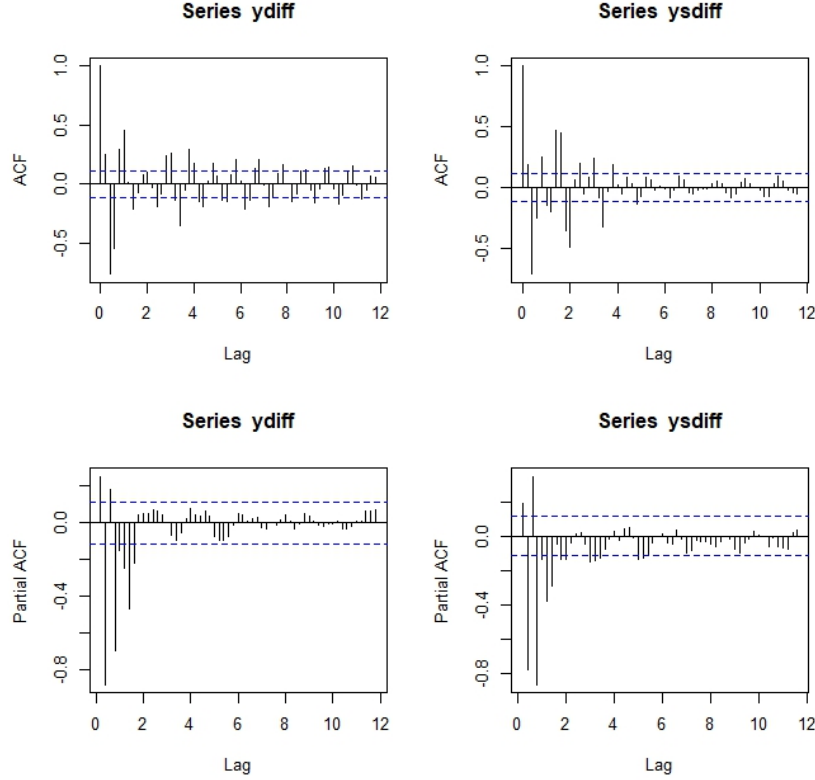 Series ydiff
ACF
1.0
0.5
0.0
-0.5
0 2 4 6 8 10 12
Lag
Series ysdiff
ACF
1.0
0.5
0.0
-0.5
0 2 4 6 8 10 12
Lag
Series ydiff
Partial ACF
0.0
-0.4
-0.8
0 2 4 6 8 10 12
Lag
Series ysdiff
Partial ACF
0.0
-0.4
-0.8
0 2 4 6 8 10 12
Lag